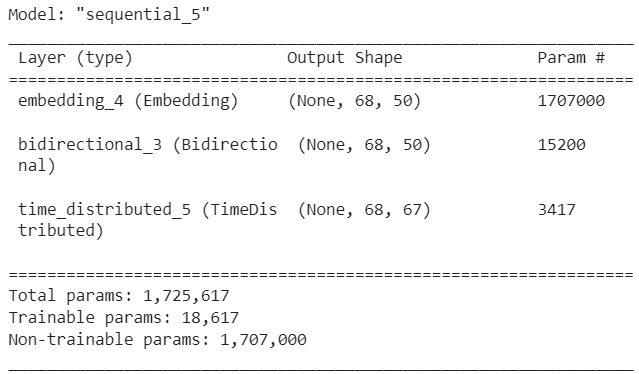 Model: "sequential_5"
Layer (type) Output Shape Param #
embedding_4 (Embedding) (None, 68, 50) 1707000
bidirectional_3 (Bidirectio (None, 68, 50) 15200
nal)
time_distributed_5 (TimeDis (None, 68, 67) 3417
tributed)
Total params: 1,725,617
Trainable params: 18,617
Non-trainable params: 1,707,000